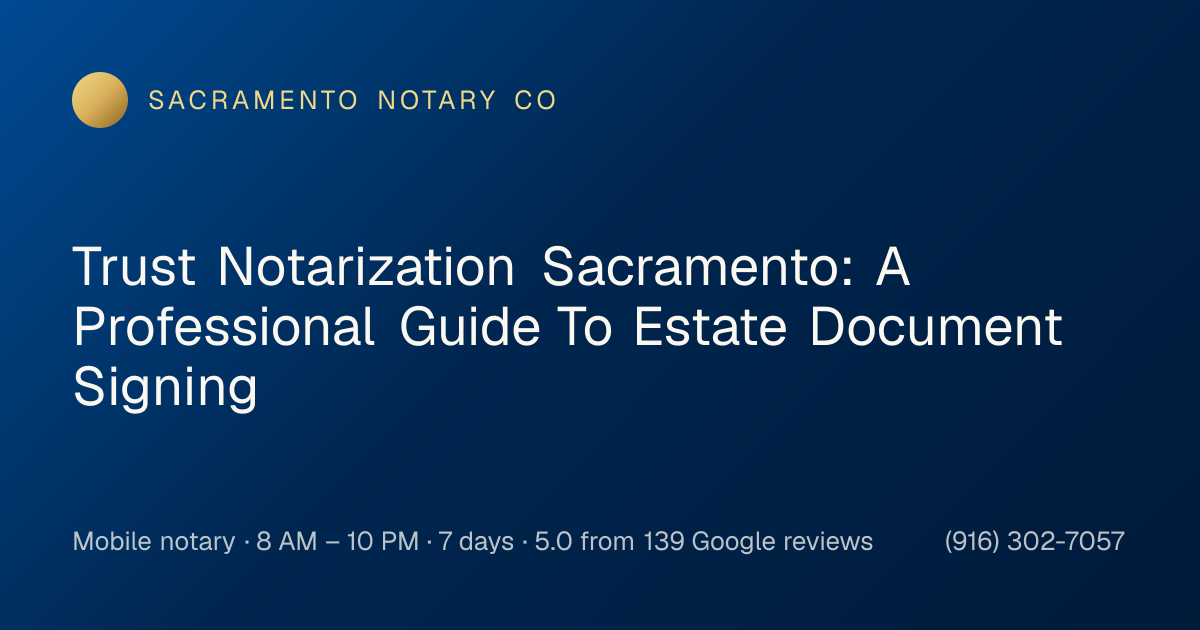 SACRAMENTO NOTARY CO
Trust Notarization Sacramento: A
Professional Guide To Estate Document
Signing
Mobile notary · 8 AM – 10 PM · 7 days · 5.0 from 139 Google reviews
(916) 302-7057